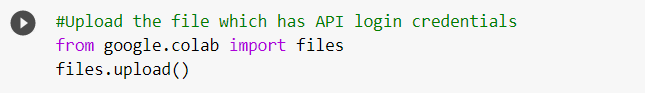 #Upload the file which has API login credentials
from google.colab import files
files.upload()